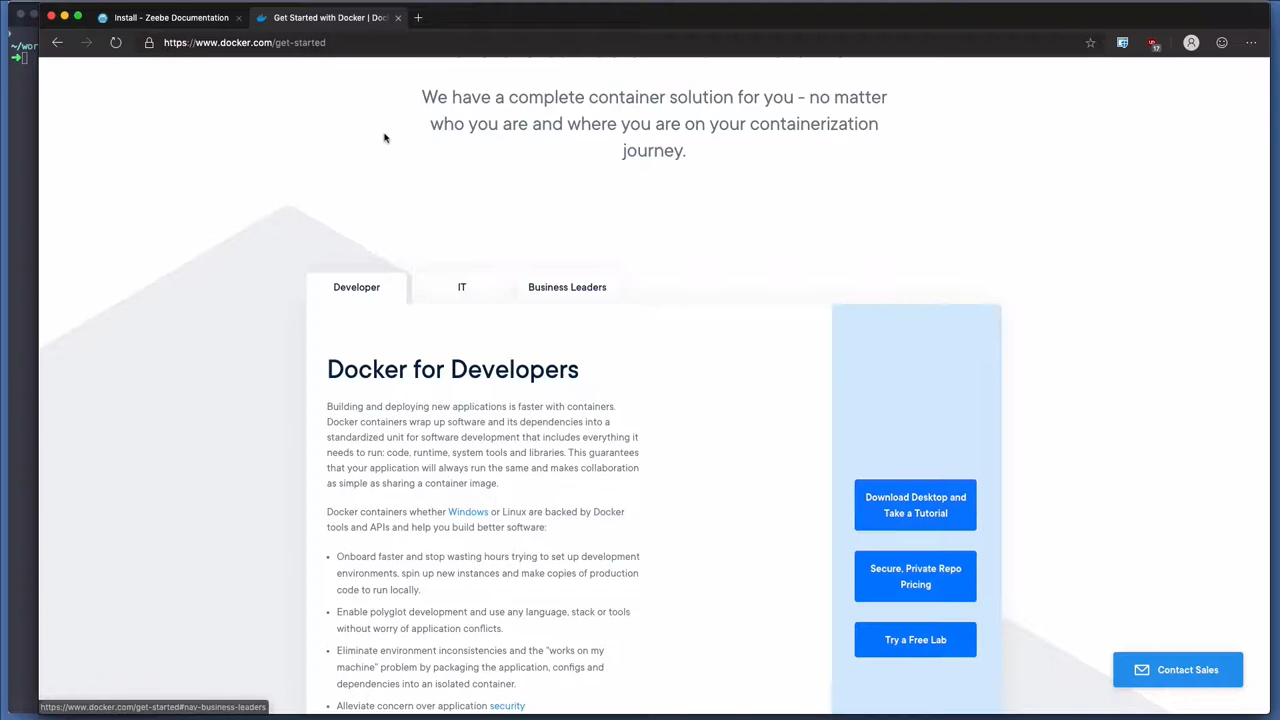 Install - Zeebe Documentation
Get Started with Docker | Doc
https://www.docker.com/get-started
17
~/wor
We have a complete container solution for you - no matter
who you are and where you are on your containerization
journey.
Developer
IT
Business Leaders
Docker for Developers
Building and deploying new applications is faster with containers.
Docker containers wrap up software and its dependencies into a
standardized unit for software development that includes everything it
needs to run: code, runtime, system tools and libraries. This guarantees
that your application will always run the same and makes collaboration
as simple as sharing a container image.
Docker containers whether Windows or Linux are backed by Docker
tools and APIs and help you build better software:
• Onboard faster and stop wasting hours trying to set up development
environments, spin up new instances and make copies of production
code to run locally.
• Enable polyglot development and use any language, stack or tools
without worry of application conflicts.
• Eliminate environment inconsistencies and the "works on my
machine" problem by packaging the application, configs and
dependencies into an isolated container.
• Alleviate concern over application security
Download Desktop and
Take a Tutorial
Secure, Private Repo
Pricing
Try a Free Lab
Contact Sales
https://www.docker.com/get-started#nav-business-leaders